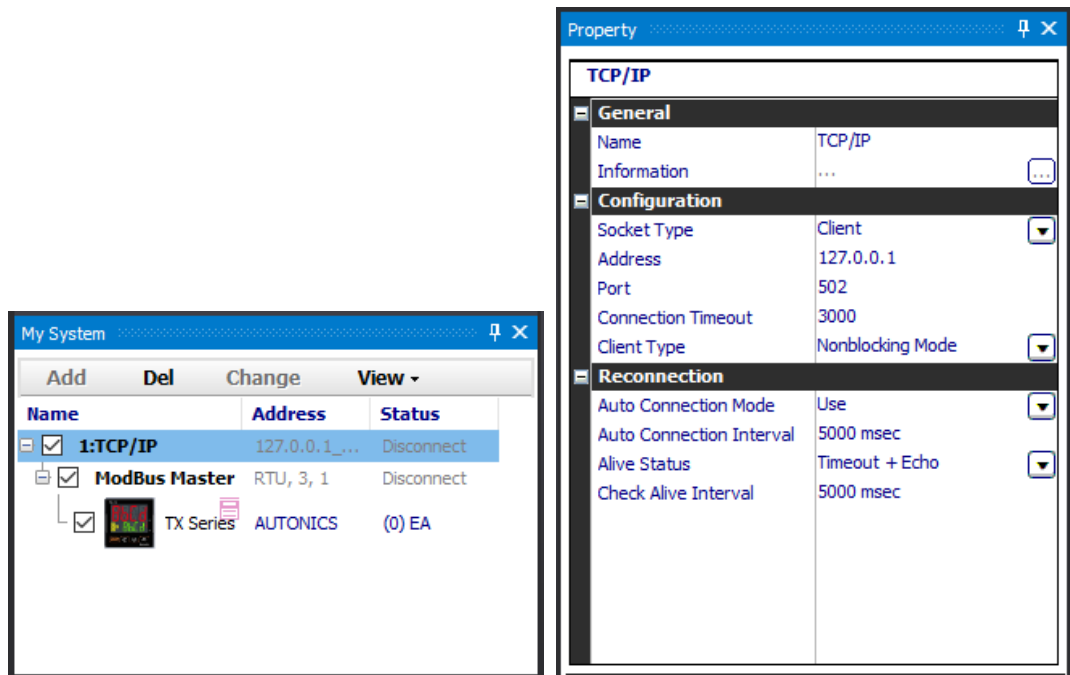 My System
Add Del Change View
Name Address Status
1:TCP/IP 127.0.0.1_... Disconnect
ModBus Master RTU, 3, 1 Disconnect
TX Series AUTONICS (0) EA
Property
TCP/IP
General
Name TCP/IP
Information ... ...
Configuration
Socket Type Client
Address 127.0.0.1
Port 502
Connection Timeout 3000
Client Type Nonblocking Mode
Reconnection
Auto Connection Mode Use
Auto Connection Interval 5000 msec
Alive Status Timeout + Echo
Check Alive Interval 5000 msec